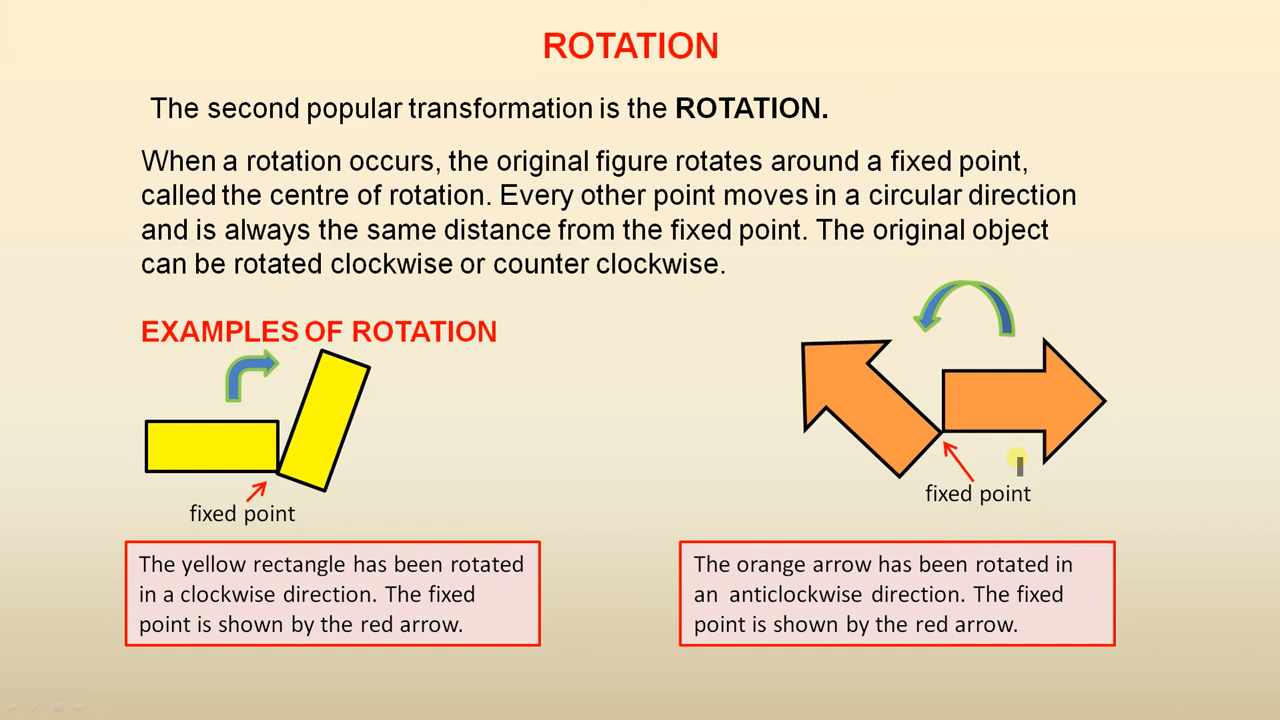 ROTATION
The second popular transformation is the ROTATION.
When a rotation occurs, the original figure rotates around a fixed point,
called the centre of rotation. Every other point moves in a circular direction
and is always the same distance from the fixed point. The original object
can be rotated clockwise or counter clockwise.
EXAMPLES OF ROTATION
fixed point
fixed point
The yellow rectangle has been rotated
in a clockwise direction. The fixed
point is shown by the red arrow.
The orange arrow has been rotated in
an anticlockwise direction. The fixed
point is shown by the red arrow.